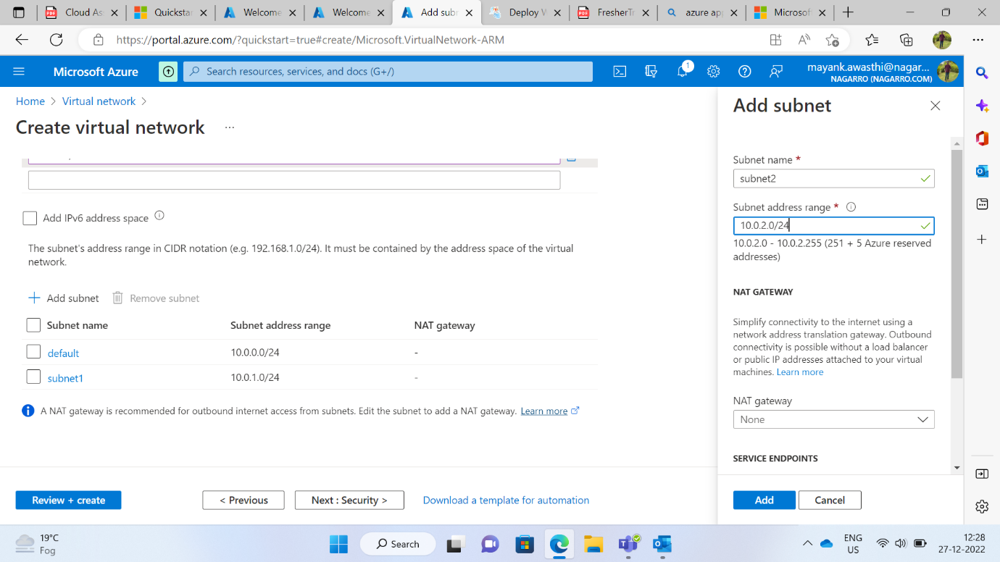 Cloud As
Quickstar
Welcome
Welcome
Add subn
Deploy V
FresherTr
azure app
Microsof
https://portal.azure.com/?quickstart=true#create/Microsoft.VirtualNetwork-ARM
Microsoft Azure
Search resources, services, and docs (G+/)
1
mayank.awasthi@nagar...
NAGARRO (NAGARRO.COM)
Home > Virtual network >
Create virtual network ...
Add IPv6 address space
The subnet's address range in CIDR notation (e.g. 192.168.1.0/24). It must be contained by the address space of the virtual
network.
Add subnet Remove subnet
Subnet name Subnet address range NAT gateway
default 10.0.0.0/24 -
subnet1 10.0.1.0/24 -
A NAT gateway is recommended for outbound internet access from subnets. Edit the subnet to add a NAT gateway. Learn more
Review + create < Previous Next : Security > Download a template for automation
Add subnet
Subnet name *
subnet2
Subnet address range *
10.0.2.0/24
10.0.2.0 - 10.0.2.255 (251 + 5 Azure reserved
addresses)
NAT GATEWAY
Simplify connectivity to the internet using a
network address translation gateway. Outbound
connectivity is possible without a load balancer
or public IP addresses attached to your virtual
machines. Learn more
NAT gateway
None
SERVICE ENDPOINTS
Add Cancel
19°C
Fog
Search
ENG
US
12:28
27-12-2022